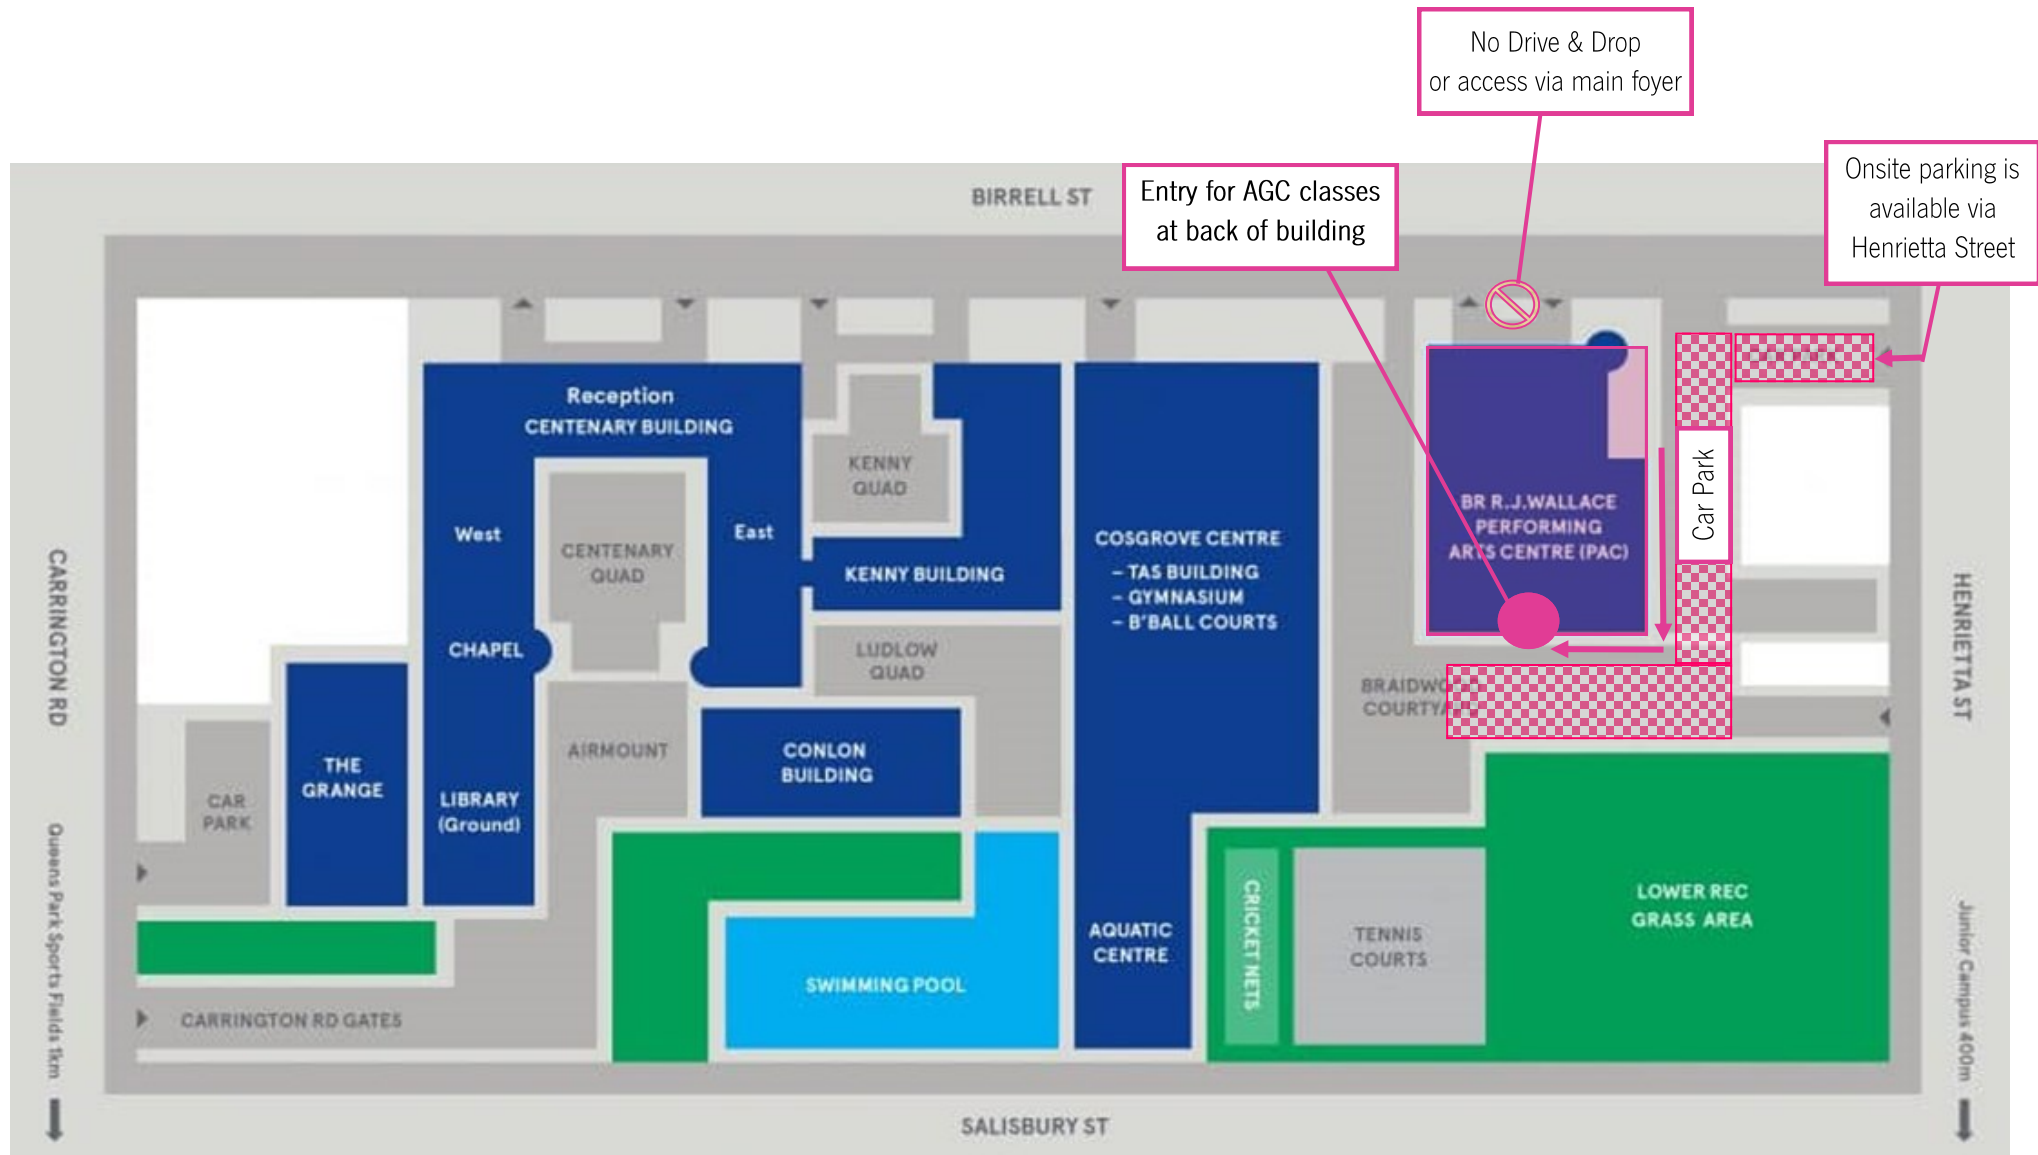 No Drive & Drop
or access via main foyer
Onsite parking is
available via
Henrietta Street
Entry for AGC classes
at back of building
BIRRELL ST
Reception
CENTENARY BUILDING
KENNY
QUAD
West
East
CENTENARY
QUAD
KENNY BUILDING
COSGROVE CENTRE
– TAS BUILDING
– GYMNASIUM
– B'BALL COURTS
BR R.J.WALLACE
PERFORMING
ARTS CENTRE (PAC)
Car Park
CHAPEL
LUDLOW
QUAD
BRAIDWOOD
COURTYARD
CARRINGTON RD
HENRIETTA ST
AIRMOUNT
CONLON
BUILDING
THE
GRANGE
CAR
PARK
LIBRARY
(Ground)
Queens Park Sports Fields 1km
Junior Campus 400m
LOWER REC
GRASS AREA
CRICKET NETS
TENNIS
COURTS
AQUATIC
CENTRE
SWIMMING POOL
CARRINGTON RD GATES
SALISBURY ST